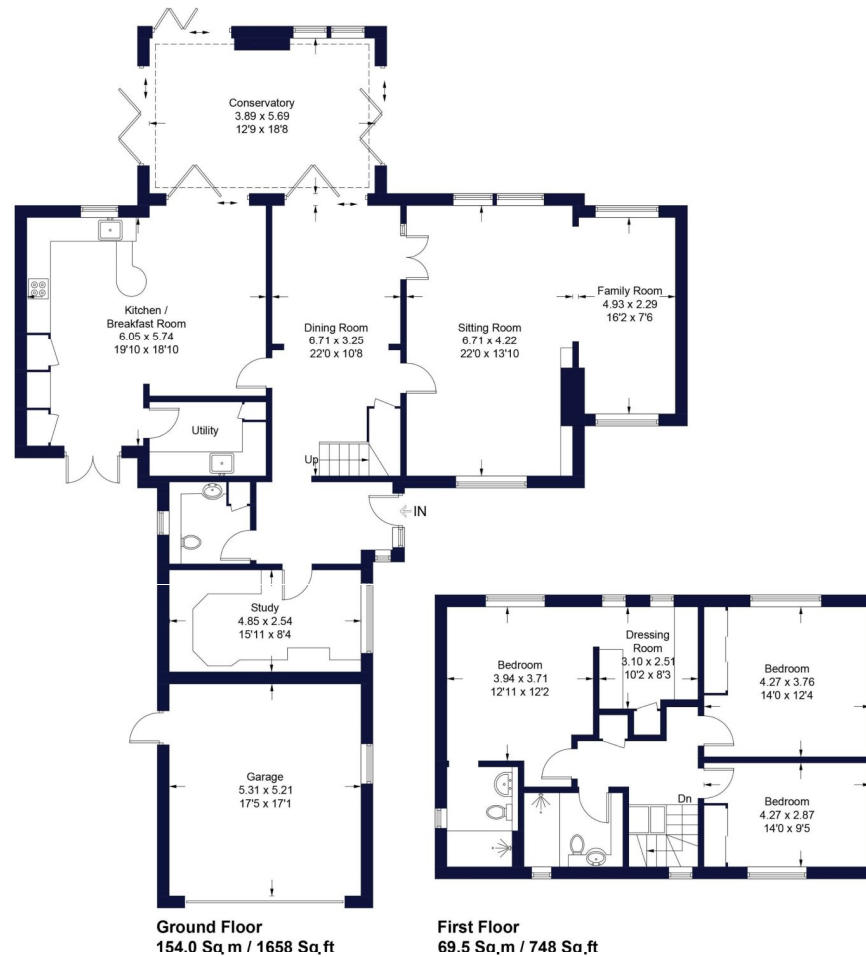 Conservatory
3.89 x 5.69
12'9 x 18'8
Kitchen /
Breakfast Room
6.05 x 5.74
19'10 x 18'10
Dining Room
6.71 x 3.25
22'0 x 10'8
Sitting Room
6.71 x 4.22
22'0 x 13'10
Family Room
4.93 x 2.29
16'2 x 7'6
Utility
Up
IN
Study
4.85 x 2.54
15'11 x 8'4
Garage
5.31 x 5.21
17'5 x 17'1
Bedroom
3.94 x 3.71
12'11 x 12'2
Dressing
Room
3.10 x 2.51
10'2 x 8'3
Bedroom
4.27 x 3.76
14'0 x 12'4
Dn
Bedroom
4.27 x 2.87
14'0 x 9'5
Ground Floor
154.0 Sq.m / 1658 Sq.ft
First Floor
69.5 Sq.m / 748 Sq.ft